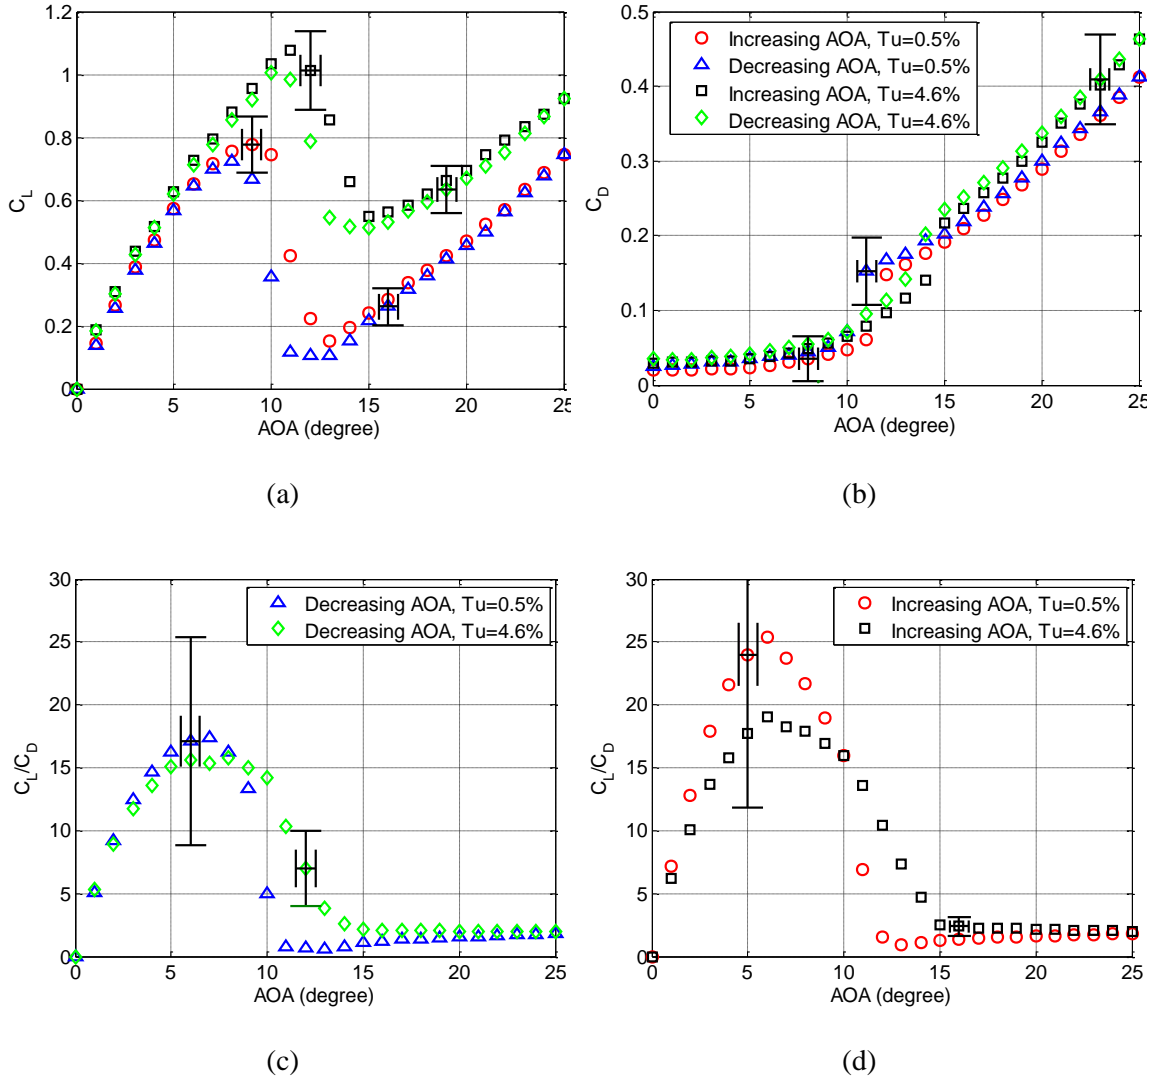 1.2
1
0.8
0.6
0.4
0.2
0
C_L
0 5 10 15 20 25
AOA (degree)
(a)
0.5
0.4
0.3
0.2
0.1
0
C_D
Increasing AOA, Tu=0.5%
Decreasing AOA, Tu=0.5%
Increasing AOA, Tu=4.6%
Decreasing AOA, Tu=4.6%
0 5 10 15 20 25
AOA (degree)
(b)
30
25
20
15
10
5
0
C_L/C_D
Decreasing AOA, Tu=0.5%
Decreasing AOA, Tu=4.6%
0 5 10 15 20 25
AOA (degree)
(c)
30
25
20
15
10
5
0
C_L/C_D
Increasing AOA, Tu=0.5%
Increasing AOA, Tu=4.6%
0 5 10 15 20 25
AOA (degree)
(d)